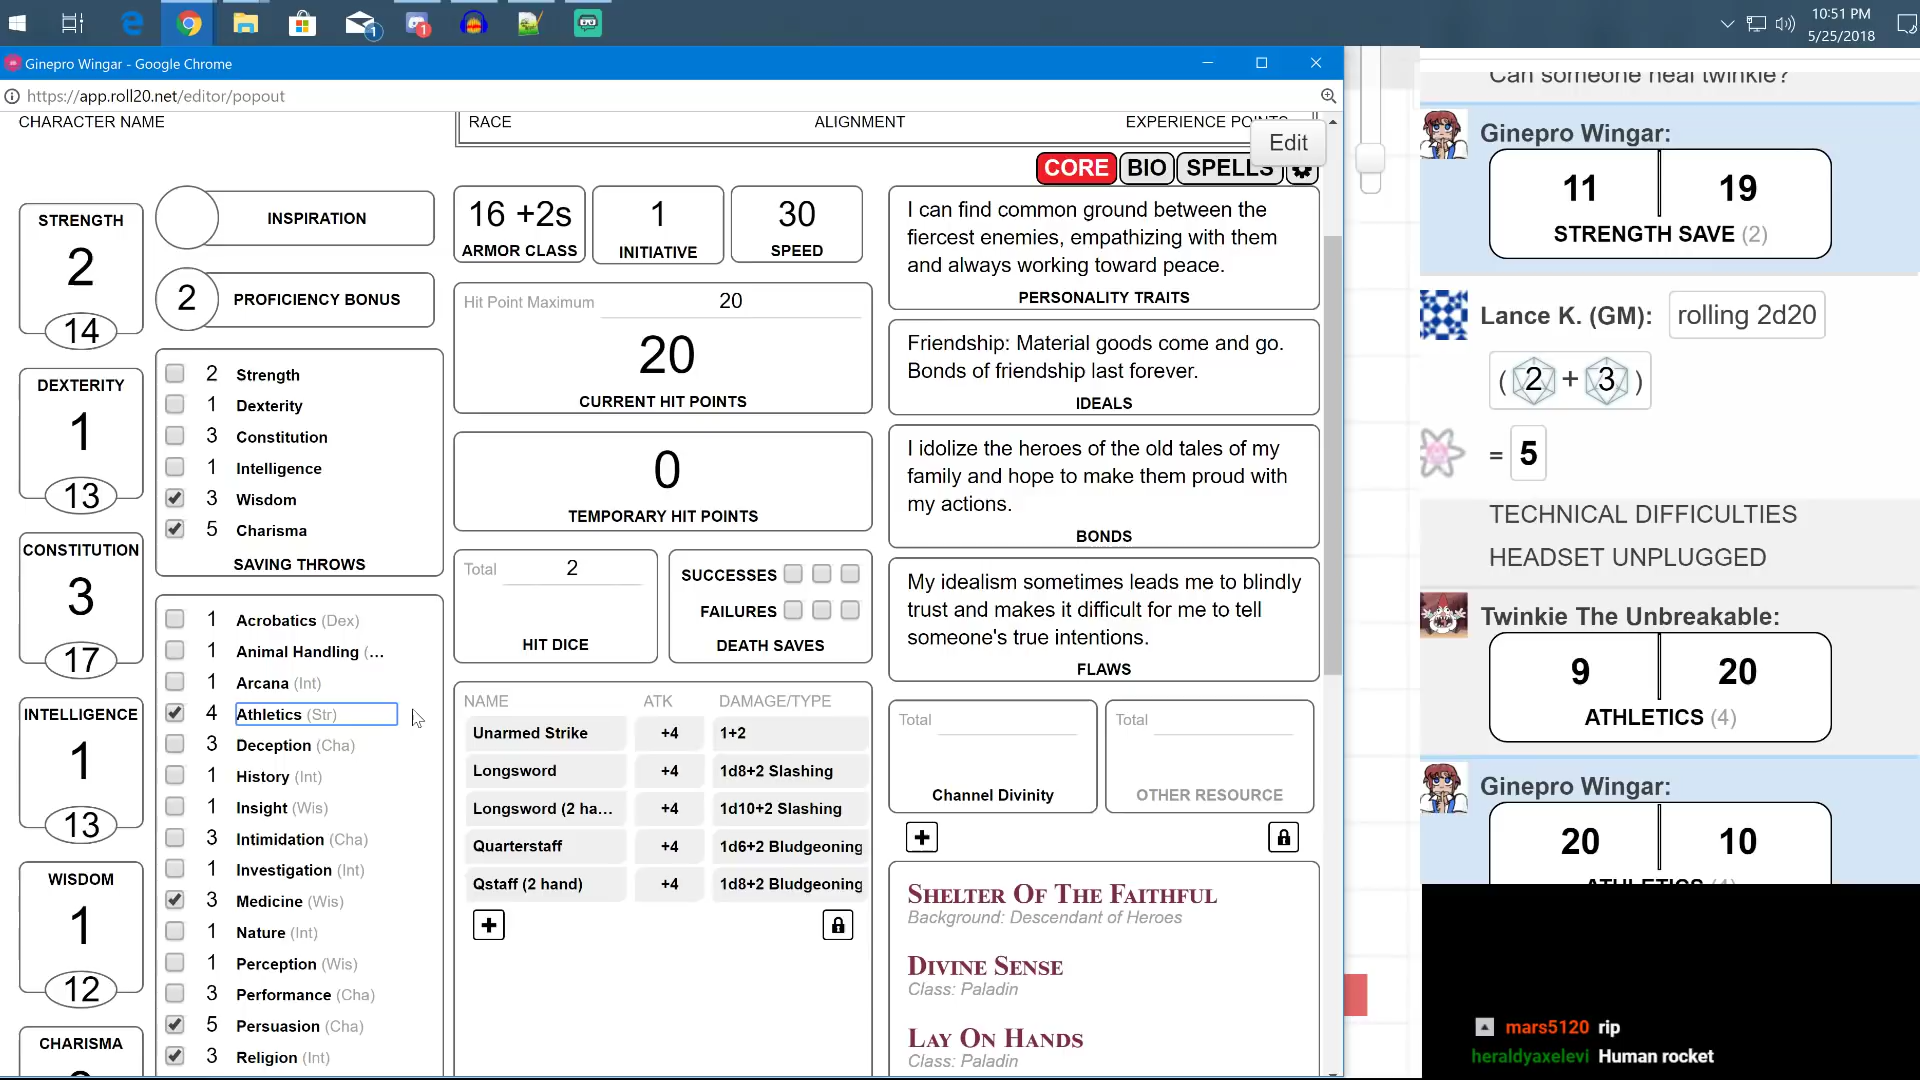 10:51 PM
5/25/2018
1
1
Ginepro Wingar - Google Chrome
https://app.roll20.net/editor/popout
CHARACTER NAME
RACE
ALIGNMENT
EXPERIENCE POINTS
Edit
CORE
BIO
SPELLS
STRENGTH
2
14
DEXTERITY
1
13
CONSTITUTION
3
17
INTELLIGENCE
1
13
WISDOM
1
12
CHARISMA
INSPIRATION
2 PROFICIENCY BONUS
2 Strength
1 Dexterity
3 Constitution
1 Intelligence
3 Wisdom
5 Charisma
SAVING THROWS
1 Acrobatics (Dex)
1 Animal Handling (...
1 Arcana (Int)
4 Athletics (Str)
3 Deception (Cha)
1 History (Int)
1 Insight (Wis)
3 Intimidation (Cha)
1 Investigation (Int)
3 Medicine (Wis)
1 Nature (Int)
1 Perception (Wis)
3 Performance (Cha)
5 Persuasion (Cha)
3 Religion (Int)
16 +2s
ARMOR CLASS
1
INITIATIVE
30
SPEED
Hit Point Maximum 20
20
CURRENT HIT POINTS
0
TEMPORARY HIT POINTS
Total 2
HIT DICE
SUCCESSES
FAILURES
DEATH SAVES
NAME ATK DAMAGE/TYPE
Unarmed Strike +4 1+2
Longsword +4 1d8+2 Slashing
Longsword (2 ha... +4 1d10+2 Slashing
Quarterstaff +4 1d6+2 Bludgeoning
Qstaff (2 hand) +4 1d8+2 Bludgeoning
I can find common ground between the
fiercest enemies, empathizing with them
and always working toward peace.
PERSONALITY TRAITS
Friendship: Material goods come and go.
Bonds of friendship last forever.
IDEALS
I idolize the heroes of the old tales of my
family and hope to make them proud with
my actions.
BONDS
My idealism sometimes leads me to blindly
trust and makes it difficult for me to tell
someone's true intentions.
FLAWS
Total
Channel Divinity
Total
OTHER RESOURCE
SHELTER OF THE FAITHFUL
Background: Descendant of Heroes
DIVINE SENSE
Class: Paladin
LAY ON HANDS
Class: Paladin
Can someone heal twinkie?
Ginepro Wingar:
11 19
STRENGTH SAVE (2)
Lance K. (GM): rolling 2d20
(2+3)
= 5
TECHNICAL DIFFICULTIES
HEADSET UNPLUGGED
Twinkie The Unbreakable:
9 20
ATHLETICS (4)
Ginepro Wingar:
20 10
ATHLETICS (4)
mars5120 rip
heraldyaxelevi Human rocket